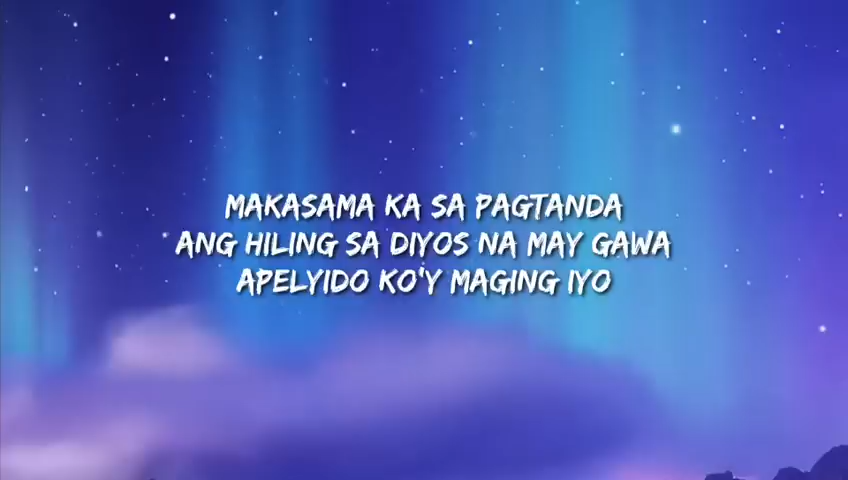 MAKASAMA KA SA PAGTANDA
ANG HILING SA DIYOS NA MAY GAWA
APELYIDO KO'Y MAGING IYO